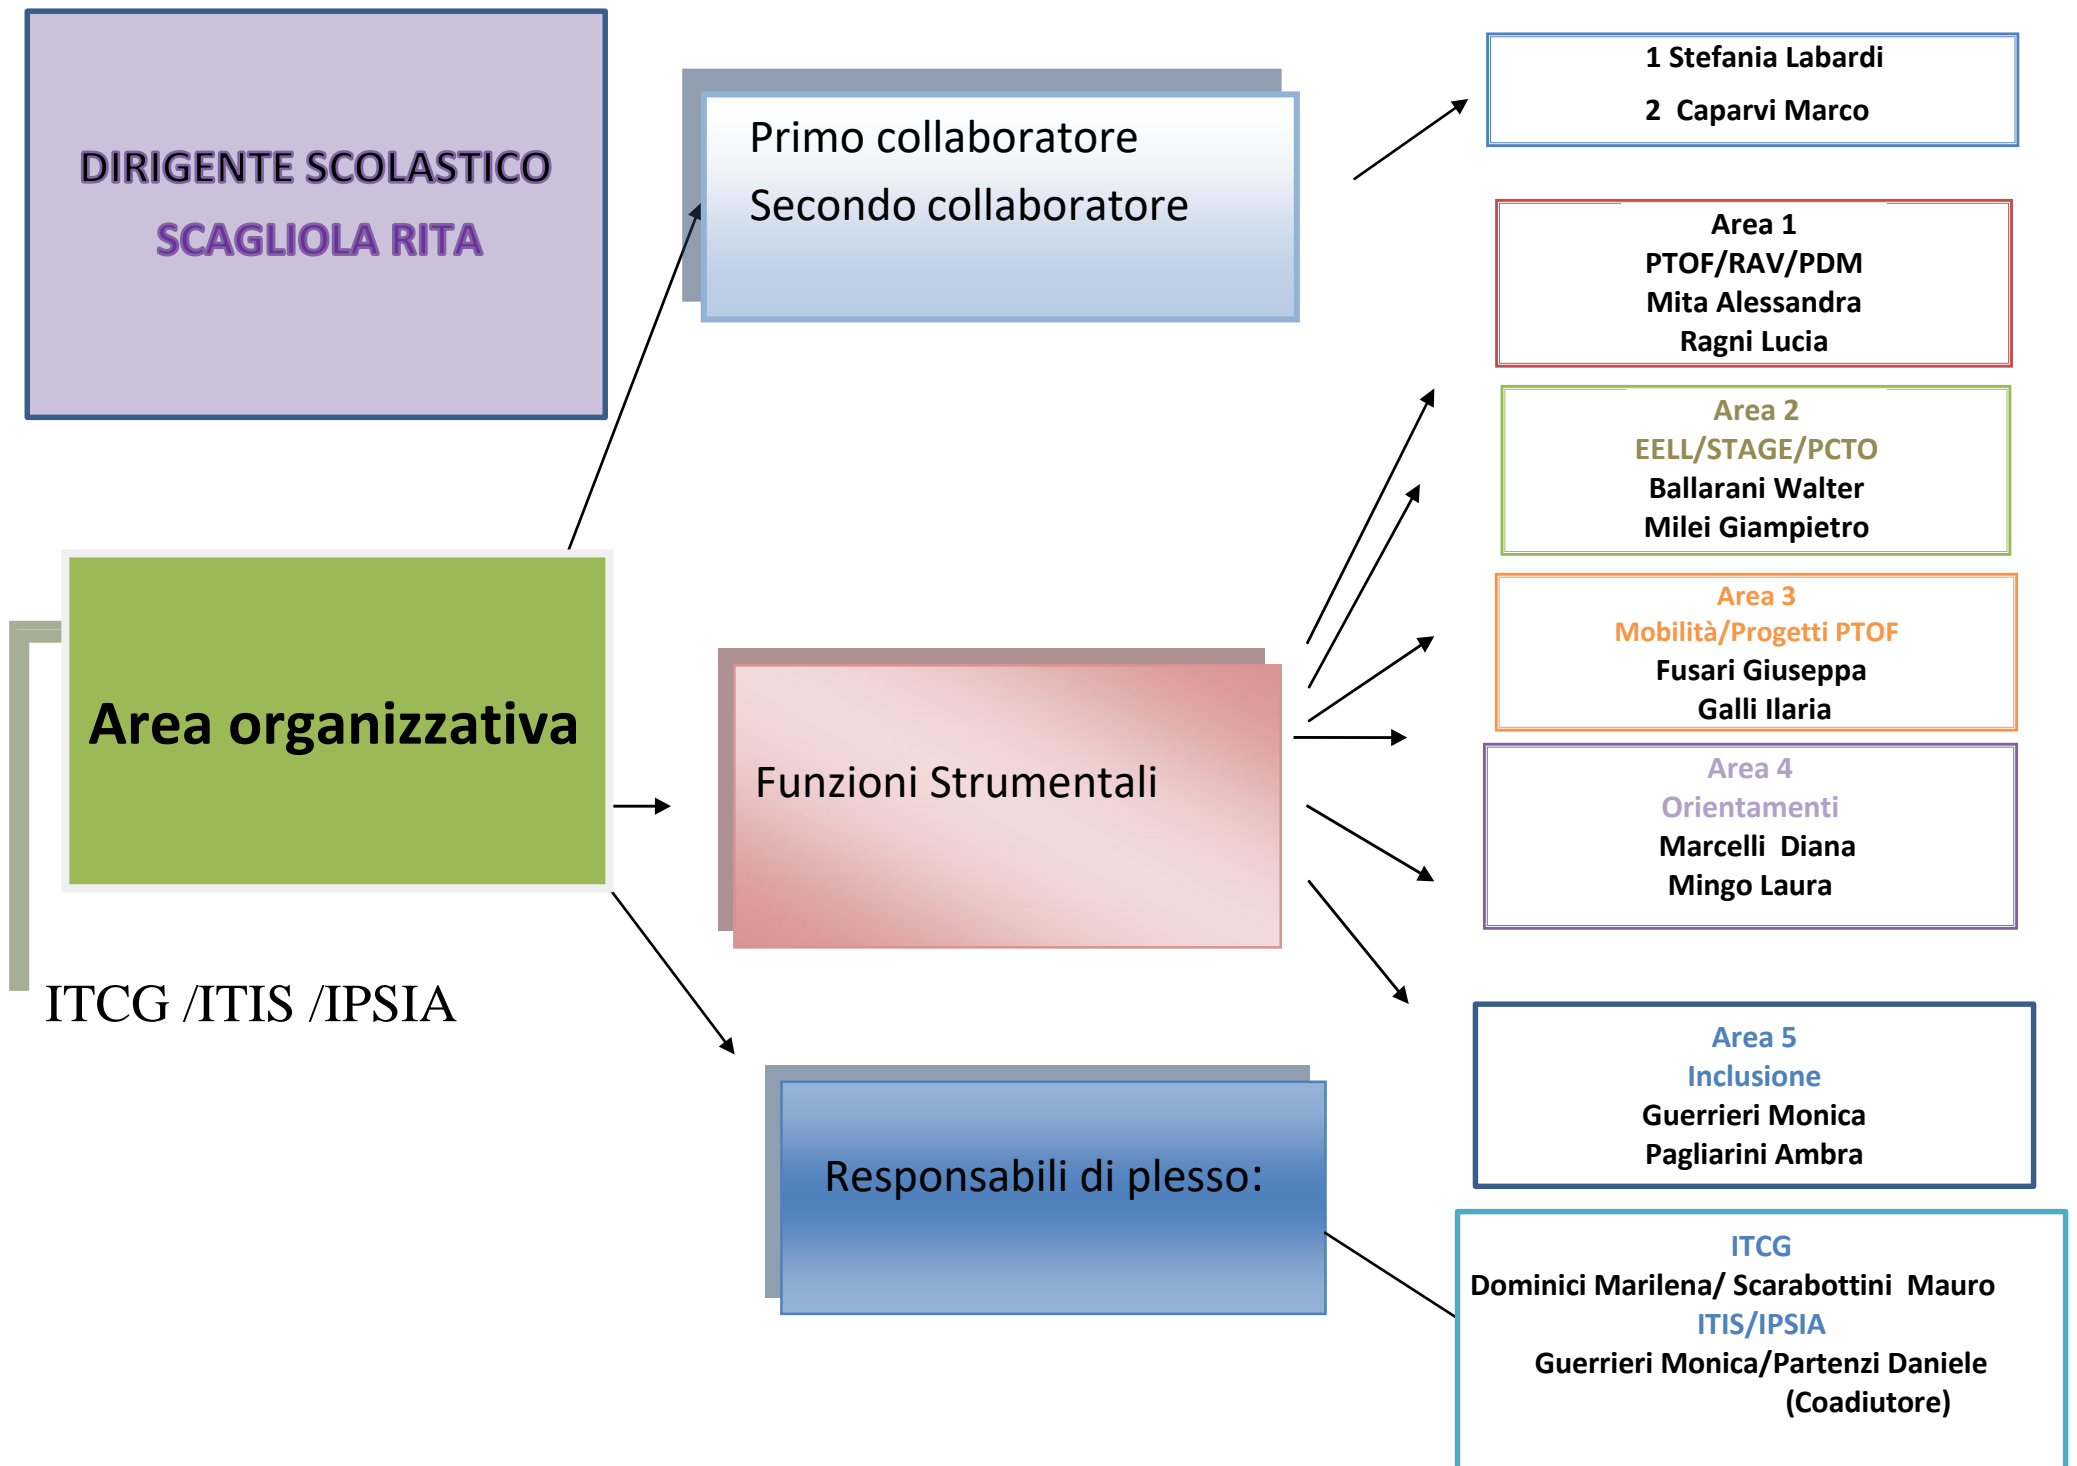 DIRIGENTE SCOLASTICO
SCAGLIOLA RITA
Primo collaboratore
Secondo collaboratore
1 Stefania Labardi
2 Caparvi Marco
Area 1
PTOF/RAV/PDM
Mita Alessandra
Ragni Lucia
Area 2
EELL/STAGE/PCTO
Ballarani Walter
Milei Giampietro
Area organizzativa
ITCG /ITIS /IPSIA
Funzioni Strumentali
Area 3
Mobilità/Progetti PTOF
Fusari Giuseppa
Galli Ilaria
Area 4
Orientamenti
Marcelli Diana
Mingo Laura
Area 5
Inclusione
Guerrieri Monica
Pagliarini Ambra
Responsabili di plesso:
ITCG
Dominici Marilena/ Scarabottini Mauro
ITIS/IPSIA
Guerrieri Monica/Partenzi Daniele
(Coadiutore)